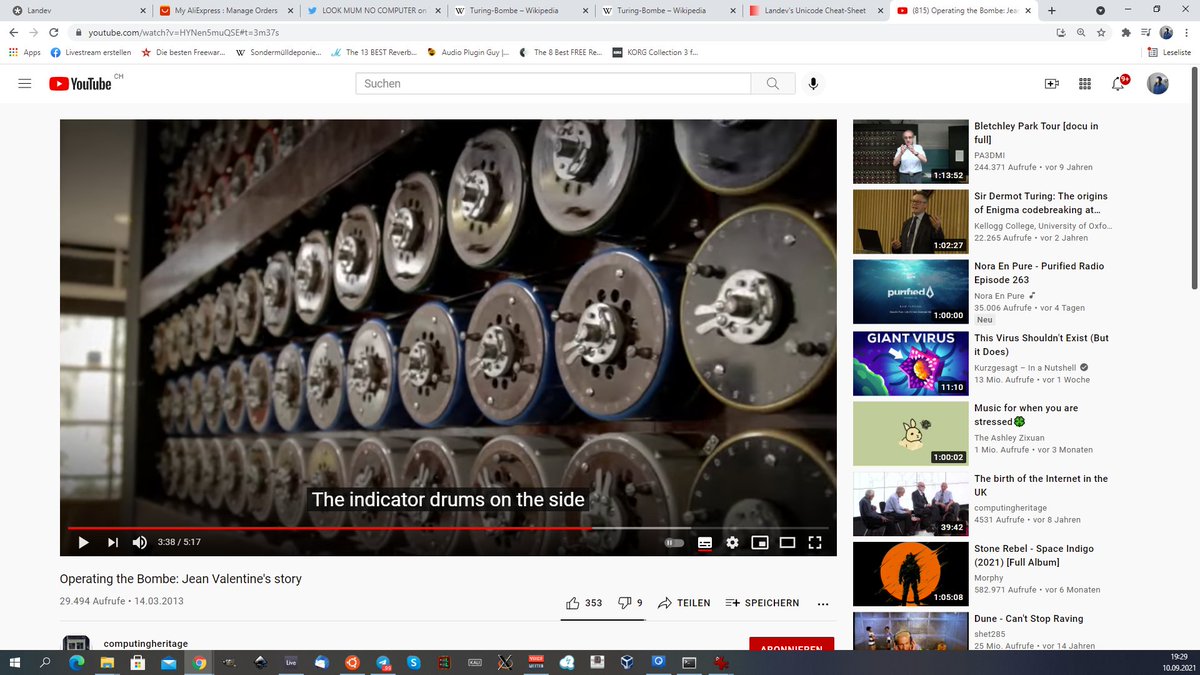 Landev
My AliExpress : Manage Orders
LOOK MUM NO COMPUTER on
Turing-Bombe – Wikipedia
Turing-Bombe – Wikipedia
Landev's Unicode Cheat-Sheet
(815) Operating the Bombe: Jea
youtube.com/watch?v=HYNen5muQSE#t=3m37s
Apps
Livestream erstellen
Die besten Freewar...
Sondermülldeponie...
The 13 BEST Reverb...
Audio Plugin Guy |...
The 8 Best FREE Re...
KORG Collection 3 f...
Leseliste
YouTube CH
Suchen
9+
The indicator drums on the side
3:38 / 5:17
Operating the Bombe: Jean Valentine's story
29.494 Aufrufe • 14.03.2013
353
9
TEILEN
SPEICHERN
computingheritage
ABONNIEREN
Bletchley Park Tour [docu in
full]
PA3DMI
244.371 Aufrufe • vor 9 Jahren
1:13:52
Sir Dermot Turing: The origins
of Enigma codebreaking at...
Kellogg College, University of Oxfo...
22.265 Aufrufe • vor 2 Jahren
1:02:27
Nora En Pure - Purified Radio
Episode 263
Nora En Pure
35.006 Aufrufe • vor 4 Tagen
Neu
purified
1:00:00
This Virus Shouldn't Exist (But
it Does)
Kurzgesagt – In a Nutshell
13 Mio. Aufrufe • vor 1 Woche
GIANT VIRUS
11:10
Music for when you are
stressed🍀
The Ashley Zixuan
1 Mio. Aufrufe • vor 3 Monaten
1:00:02
The birth of the Internet in the
UK
computingheritage
4531 Aufrufe • vor 8 Jahren
39:42
Stone Rebel - Space Indigo
(2021) [Full Album]
Morphy
582.971 Aufrufe • vor 6 Monaten
1:05:08
Dune - Can't Stop Raving
shet285
25 Mio. Aufrufe • vor 14 Jahren
Live
19:29
10.09.2021